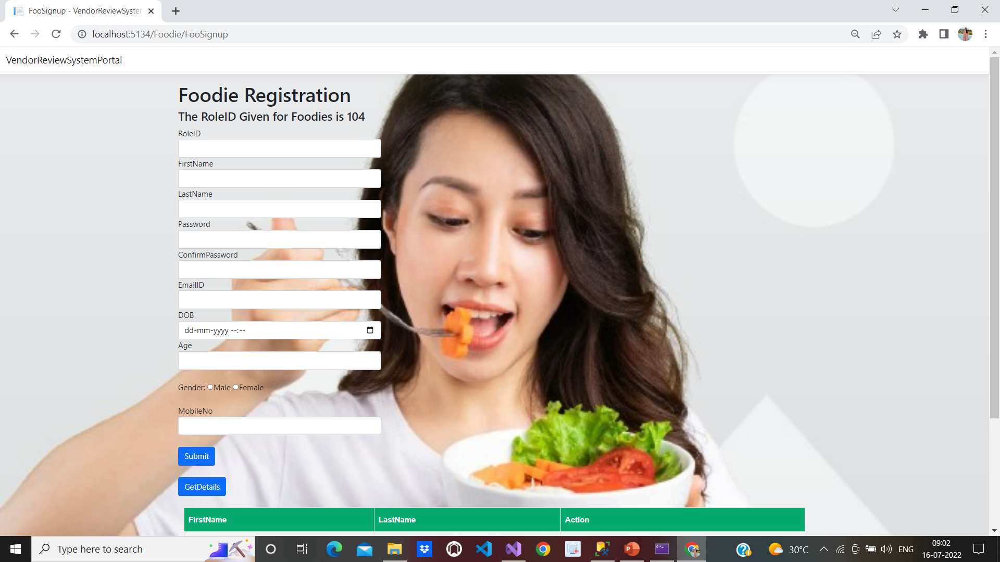 FooSignup - VendorReviewSystem
localhost:5134/Foodie/FooSignup
VendorReviewSystemPortal
Foodie Registration
The RoleID Given for Foodies is 104
RoleID
FirstName
LastName
Password
ConfirmPassword
EmailID
DOB
dd-mm-yyyy --:--
Age
Gender: Male Female
MobileNo
Submit
GetDetails
FirstName LastName Action
Type here to search
30°C
ENG
09:02
16-07-2022